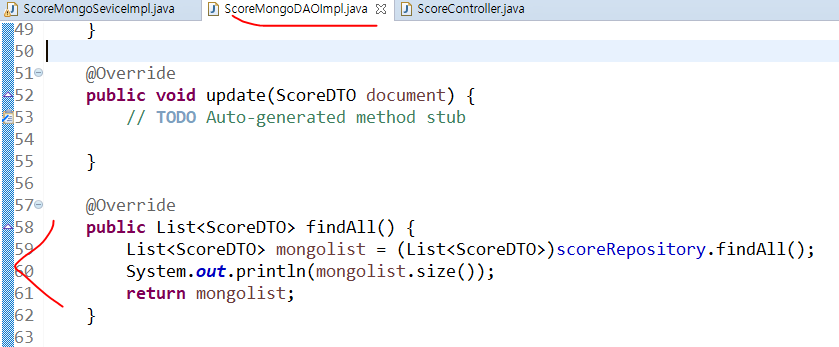 ScoreMongoSeviceImpl.java ScoreMongoDAOImpl.java ScoreController.java
49 }
50
51 @Override
52 public void update(ScoreDTO document) {
53 // TODO Auto-generated method stub
54
55 }
56
57 @Override
58 public List<ScoreDTO> findAll() {
59 List<ScoreDTO> mongolist = (List<ScoreDTO>)scoreRepository.findAll();
60 System.out.println(mongolist.size());
61 return mongolist;
62 }
63